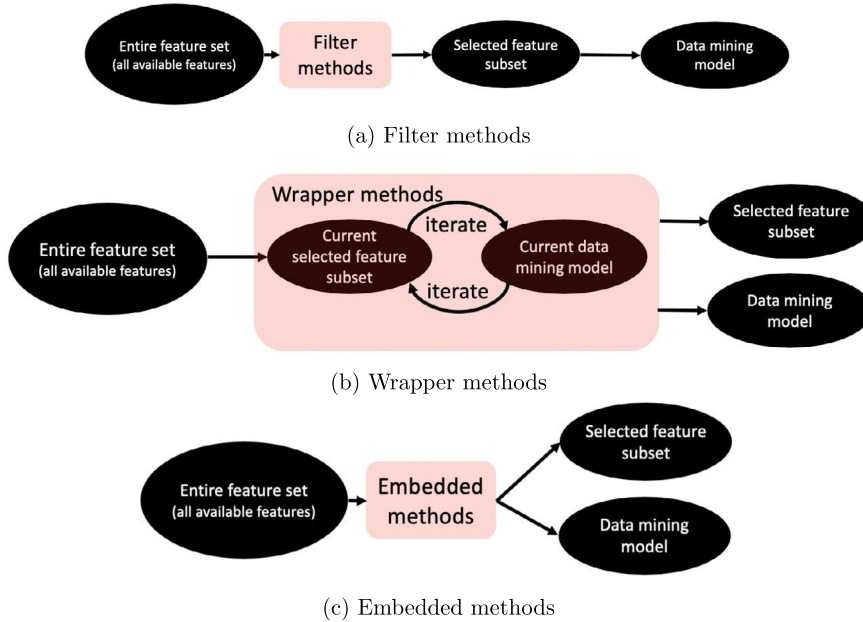 Entire feature set
(all available features)
Filter
methods
Selected feature
subset
Data mining
model
(a) Filter methods
Wrapper methods
Entire feature set
(all available features)
Current
selected feature
subset
iterate
iterate
Current data
mining model
Selected feature
subset
Data mining
model
(b) Wrapper methods
Entire feature set
(all available features)
Embedded
methods
Selected feature
subset
Data mining
model
(c) Embedded methods